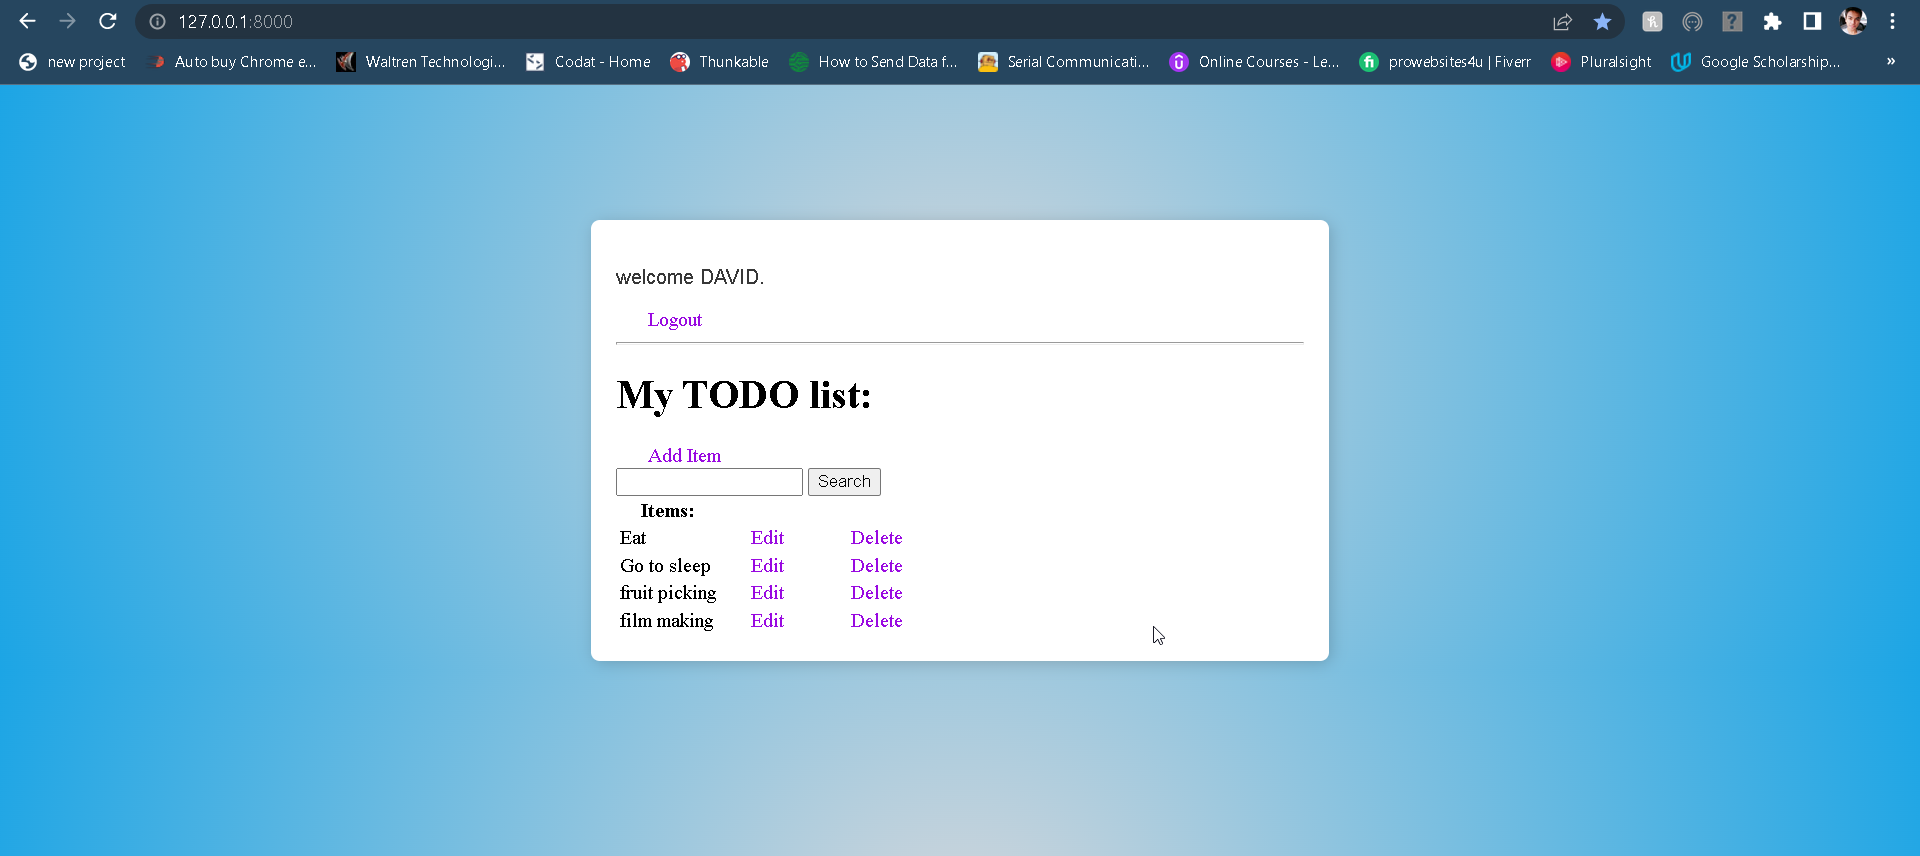 127.0.0.1:8000
new project Auto buy Chrome e... Waltren Technologi... Codat - Home Thunkable How to Send Data f... Serial Communicati... Online Courses - Le... prowebsites4u | Fiverr Pluralsight Google Scholarship... »
welcome DAVID.
Logout
My TODO list:
Add Item
Search
Items:
Eat Edit Delete
Go to sleep Edit Delete
fruit picking Edit Delete
film making Edit Delete